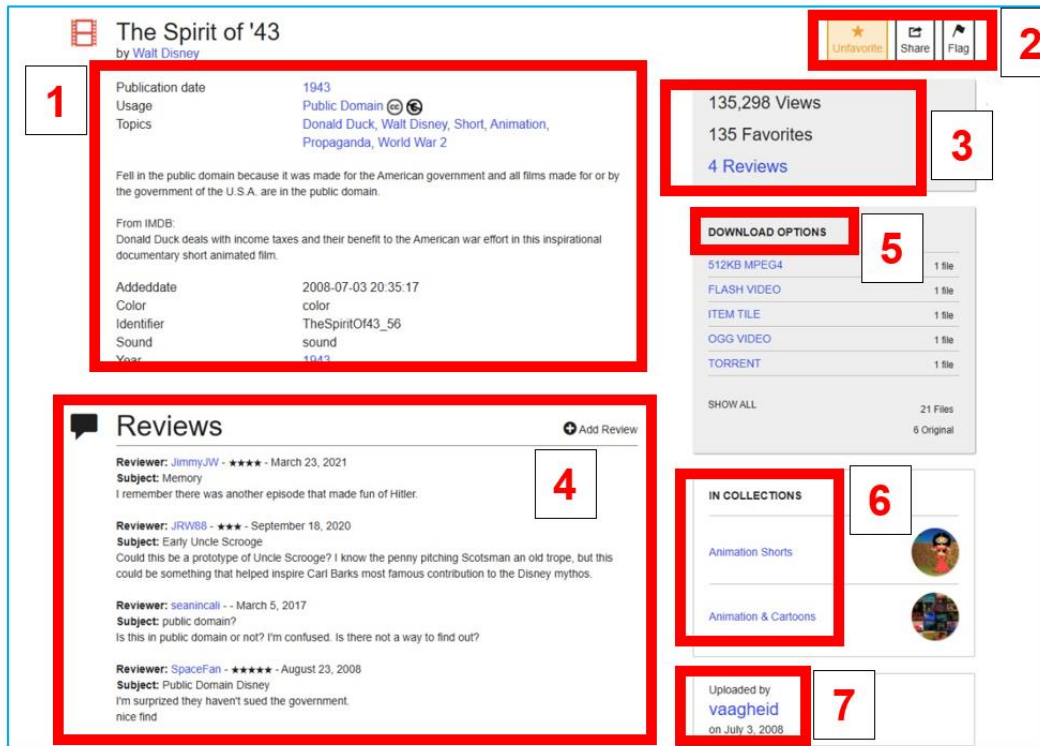 The Spirit of '43
by Walt Disney
Unfavorite
Share
Flag
2
1
Publication date 1943
Usage Public Domain
Topics Donald Duck, Walt Disney, Short, Animation,
Propaganda, World War 2
Fell in the public domain because it was made for the American government and all films made for or by
the government of the U.S.A. are in the public domain.
From IMDB:
Donald Duck deals with income taxes and their benefit to the American war effort in this inspirational
documentary short animated film.
Addeddate 2008-07-03 20:35:17
Color color
Identifier TheSpiritOf43_56
Sound sound
Year 1943
135,298 Views
135 Favorites
4 Reviews
3
DOWNLOAD OPTIONS
5
512KB MPEG4 1 file
FLASH VIDEO 1 file
ITEM TILE 1 file
OGG VIDEO 1 file
TORRENT 1 file
SHOW ALL 21 Files
6 Original
Reviews
Add Review
4
Reviewer: JimmyJW - ★★★★ - March 23, 2021
Subject: Memory
I remember there was another episode that made fun of Hitler.
Reviewer: JRW88 - ★★★ - September 18, 2020
Subject: Early Uncle Scrooge
Could this be a prototype of Uncle Scrooge? I know the penny pitching Scotsman an old trope, but this
could be something that helped inspire Carl Barks most famous contribution to the Disney mythos.
Reviewer: seanincali - - March 5, 2017
Subject: public domain?
Is this in public domain or not? I'm confused. Is there not a way to find out?
Reviewer: SpaceFan - ★★★★★ - August 23, 2008
Subject: Public Domain Disney
I'm surprized they haven't sued the government.
nice find
IN COLLECTIONS
6
Animation Shorts
Animation & Cartoons
Uploaded by
vaagheid
on July 3, 2008
7